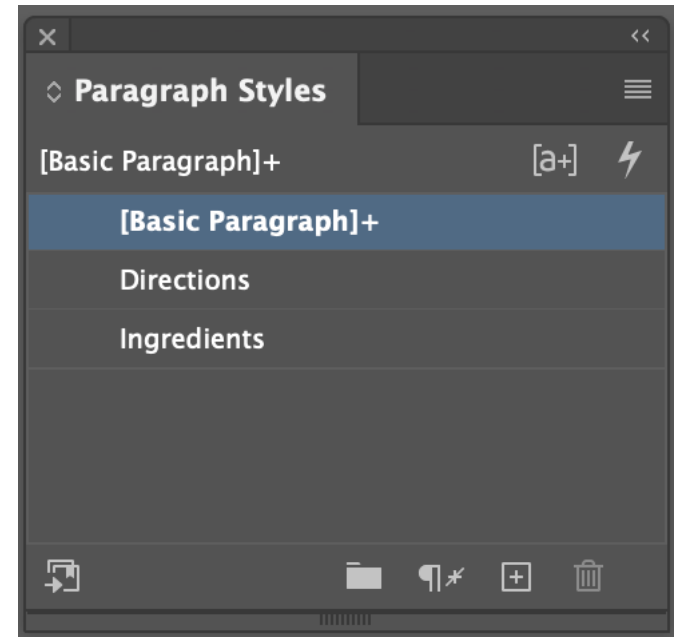 Paragraph Styles
[Basic Paragraph]+
[a+]
[Basic Paragraph]+
Directions
Ingredients